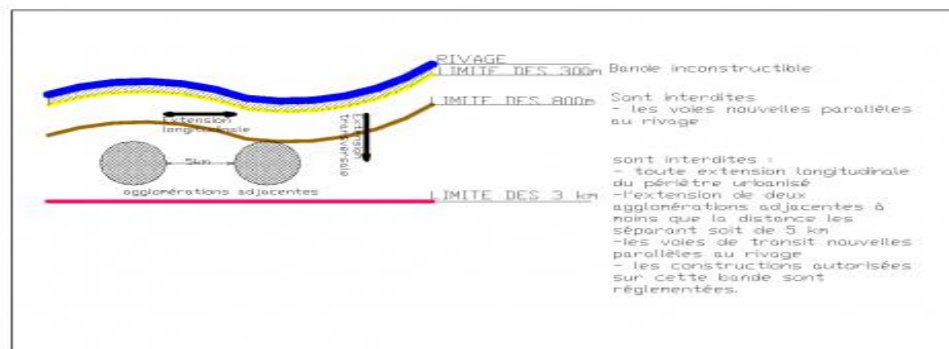 RIVAGE
LIMITE DES 300m
Bande inconstructible
LIMITE DES 800m
Sont interdites
- les voies nouvelles parallèles
au rivage
Extension
longitudinale
Extension
transversale
5km
agglomérations adjacentes
LIMITE DES 3 km
sont interdites :
- toute extension longitudinale
du périètre urbanisé
-l'extension de deux
agglomérations adjacentes à
moins que la distance les
séparant soit de 5 km
-les voies de transit nouvelles
parallèles au rivage
- les constructions autorisées
sur cette bande sont
réglementées.